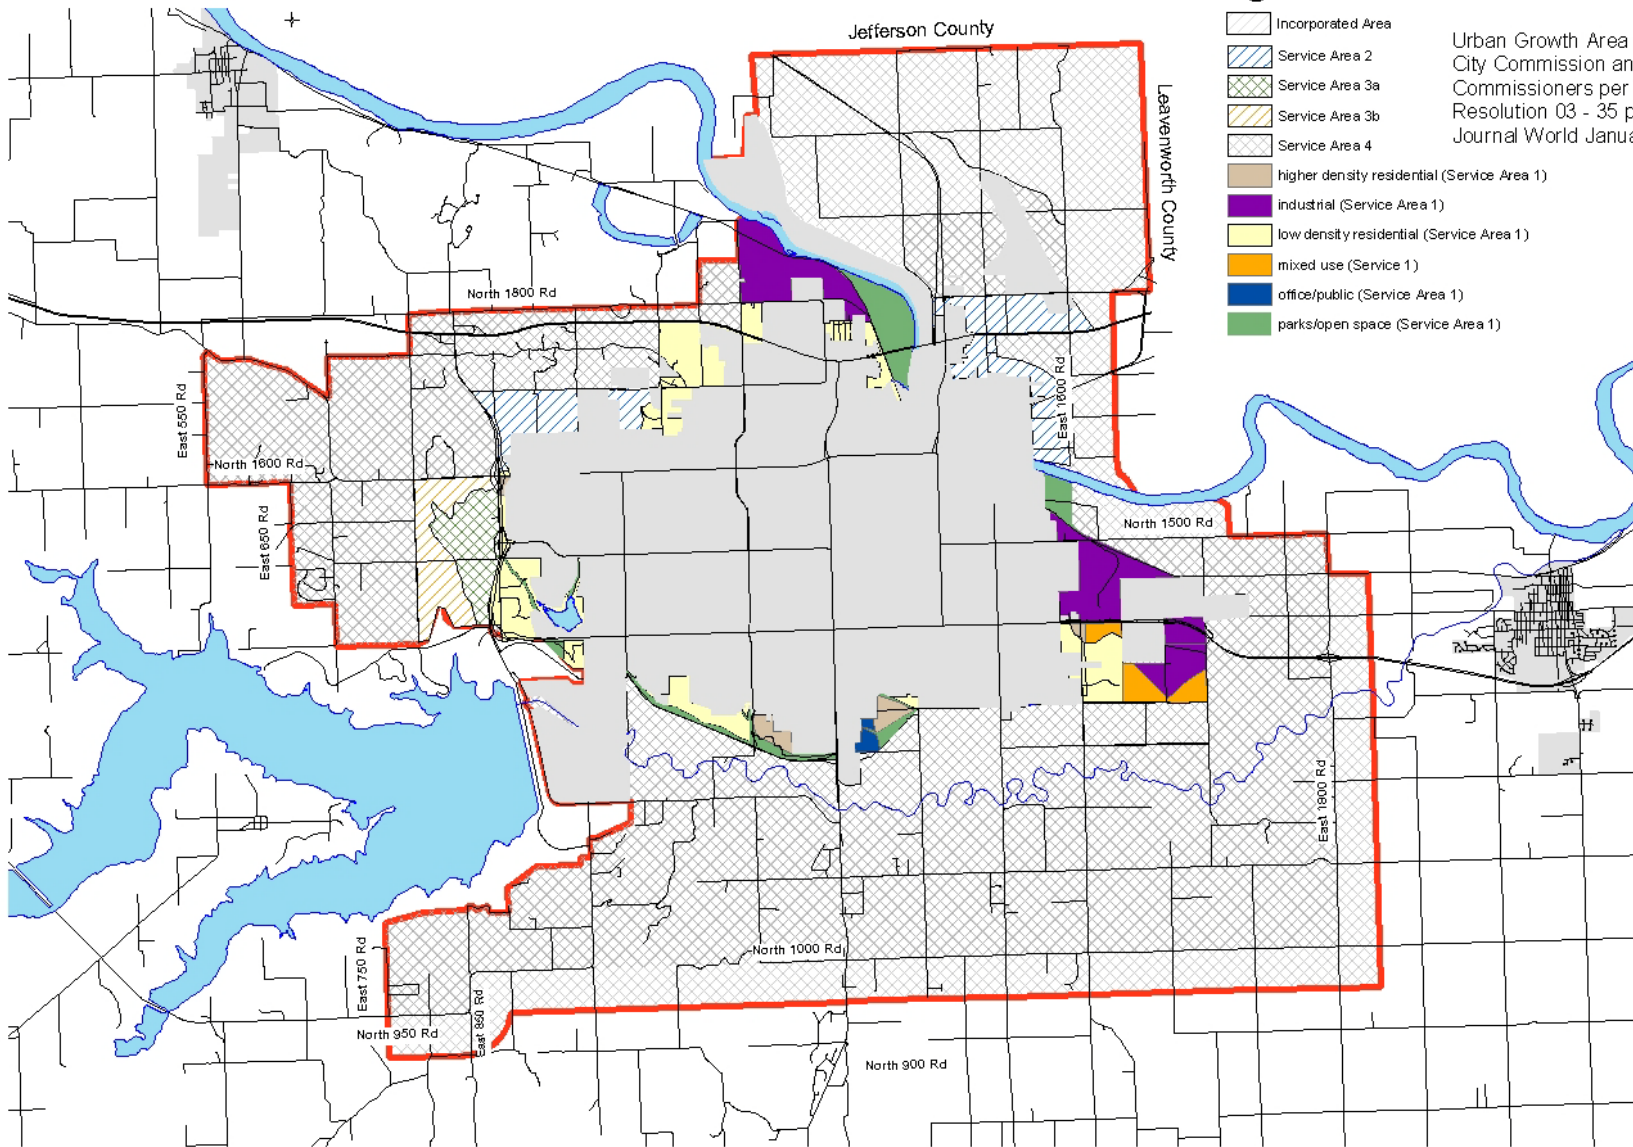 Jefferson County
Leavenworth County
Incorporated Area
Service Area 2
Service Area 3a
Service Area 3b
Service Area 4
higher density residential (Service Area 1)
industrial (Service Area 1)
low density residential (Service Area 1)
mixed use (Service 1)
office/public (Service Area 1)
parks/open space (Service Area 1)
Urban Growth Area
City Commission an
Commissioners per
Resolution 03 - 35 p
Journal World Janua
North 1800 Rd
East 550 Rd
East 1600 Rd
North 1600 Rd
East 650 Rd
North 1500 Rd
East 1800 Rd
North 1000 Rd
East 750 Rd
East 850 Rd
North 950 Rd
North 900 Rd